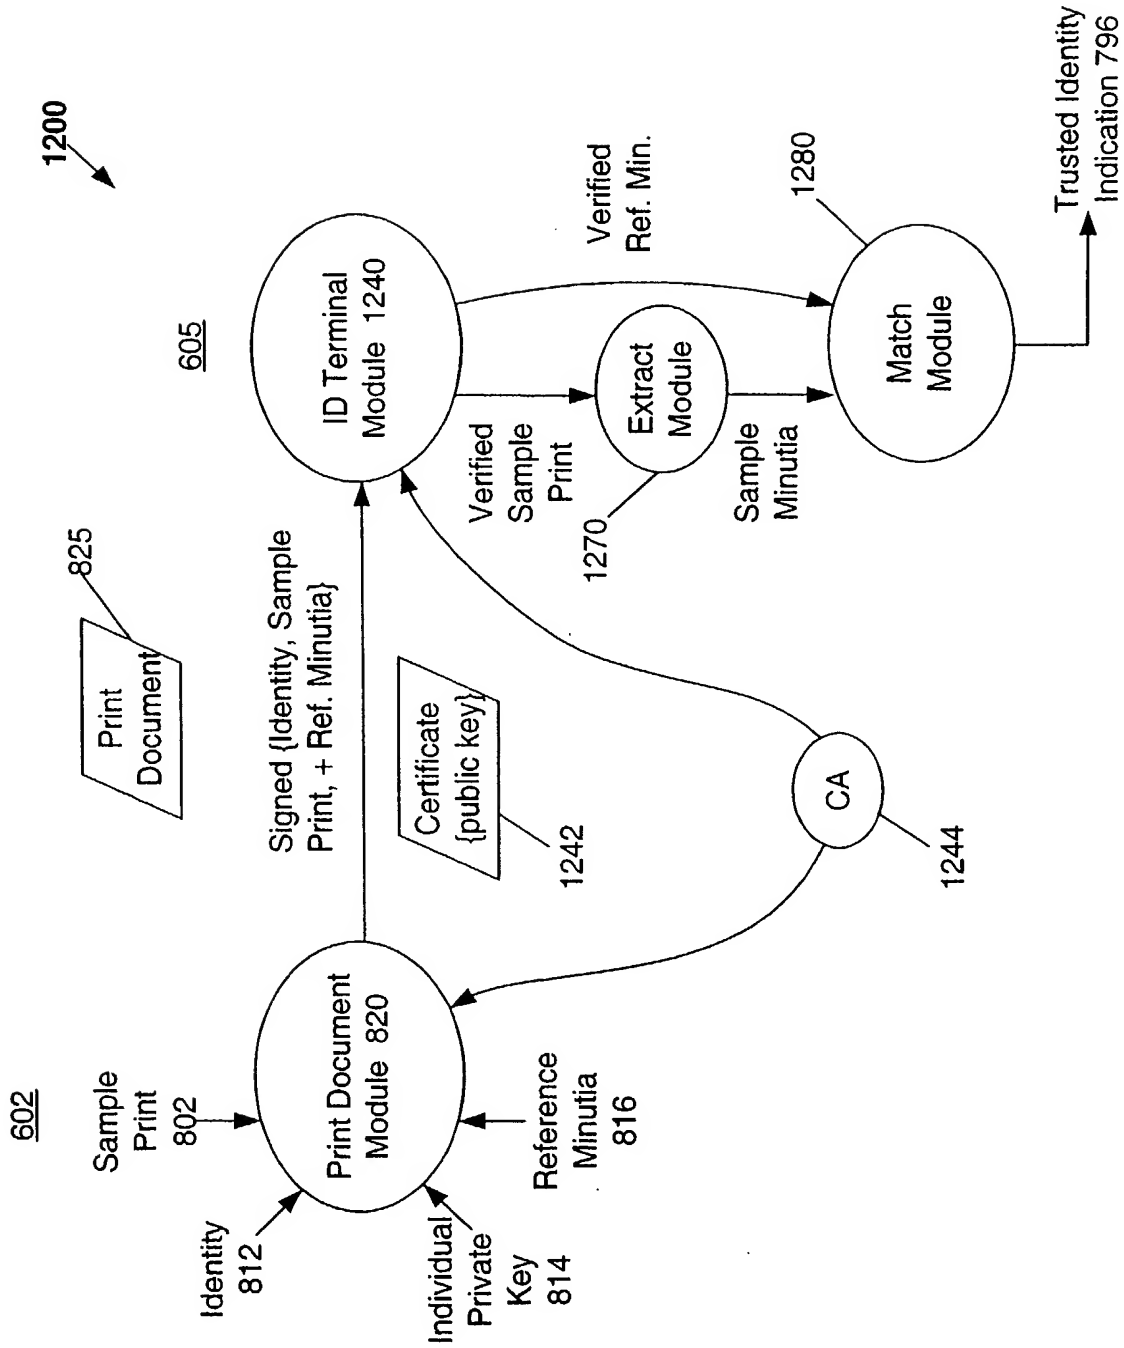 1200
602
605
Sample
Print
802
Identity
812
Individual
Private
Key
814
Reference
Minutia
816
Print Document
Module 820
Print
Document
825
Signed {Identity, Sample
Print, + Ref. Minutia}
Certificate
{public key}
1242
CA
1244
ID Terminal
Module 1240
Verified
Sample
Print
Verified
Ref. Min.
Extract
Module
1270
Sample
Minutia
Match
Module
1280
Trusted Identity
Indication 796